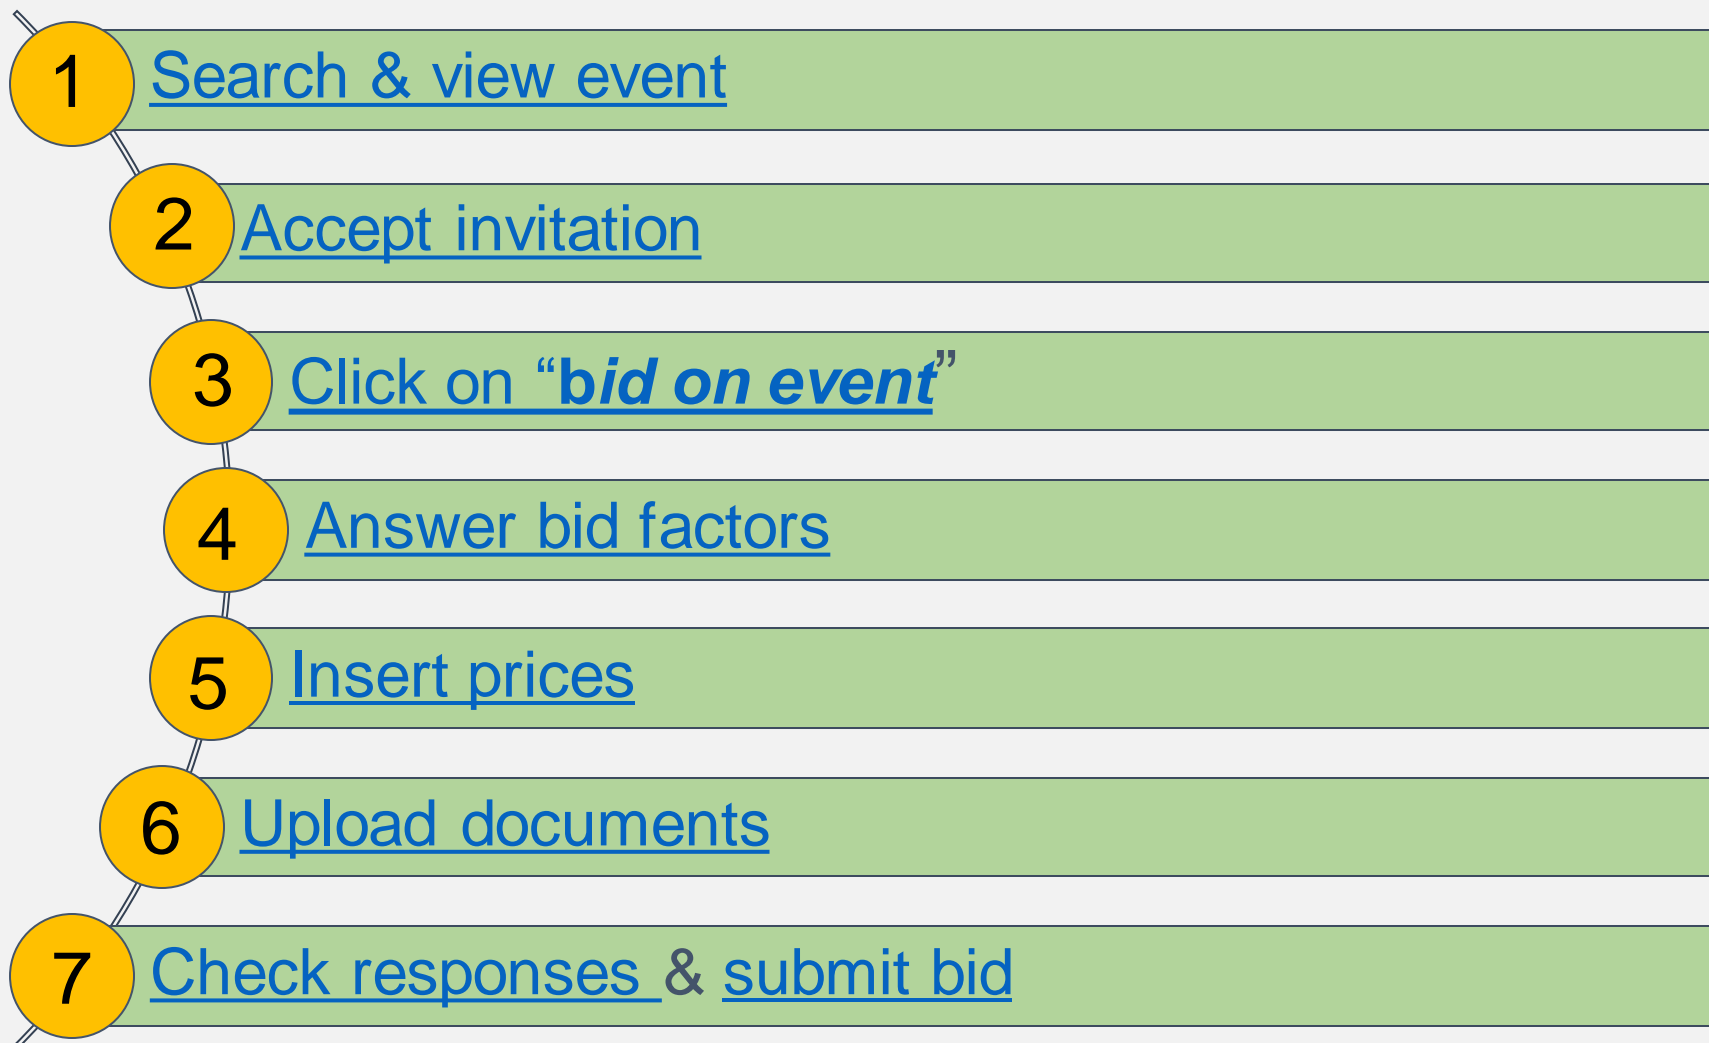 1 Search & view event
2 Accept invitation
3 Click on “bid on event”
4 Answer bid factors
5 Insert prices
6 Upload documents
7 Check responses & submit bid